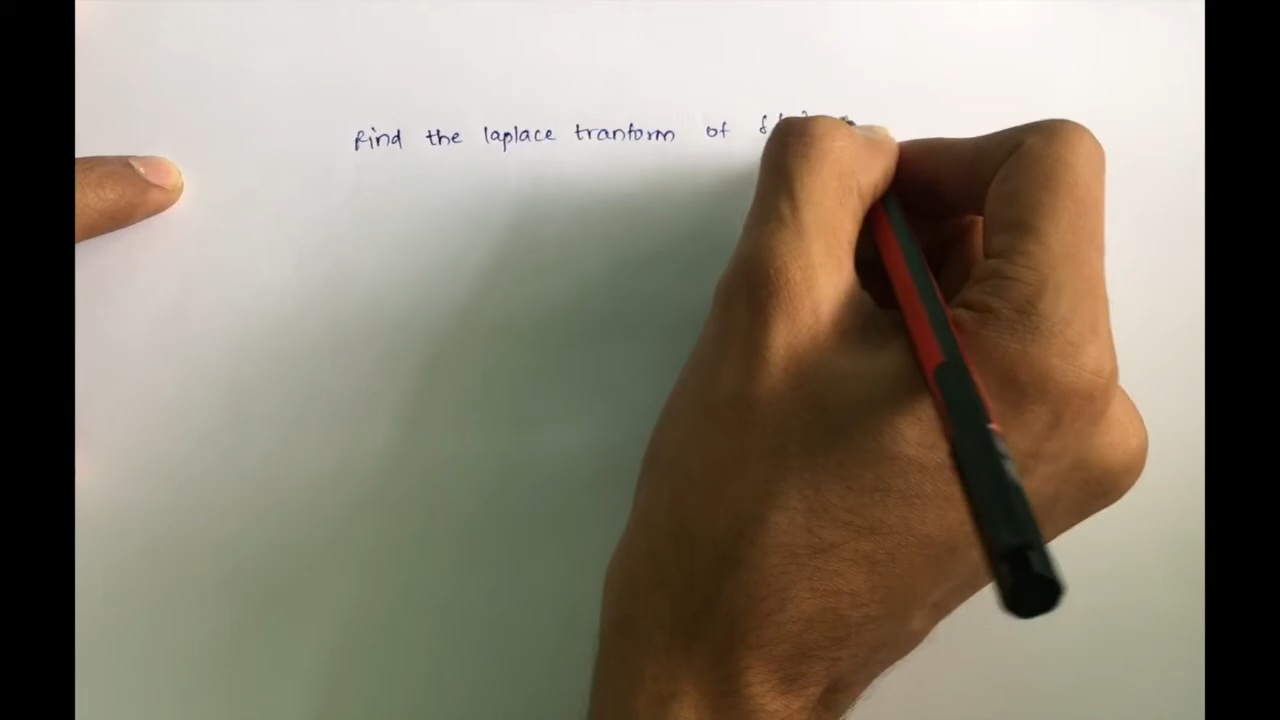 Find the laplace tranform of